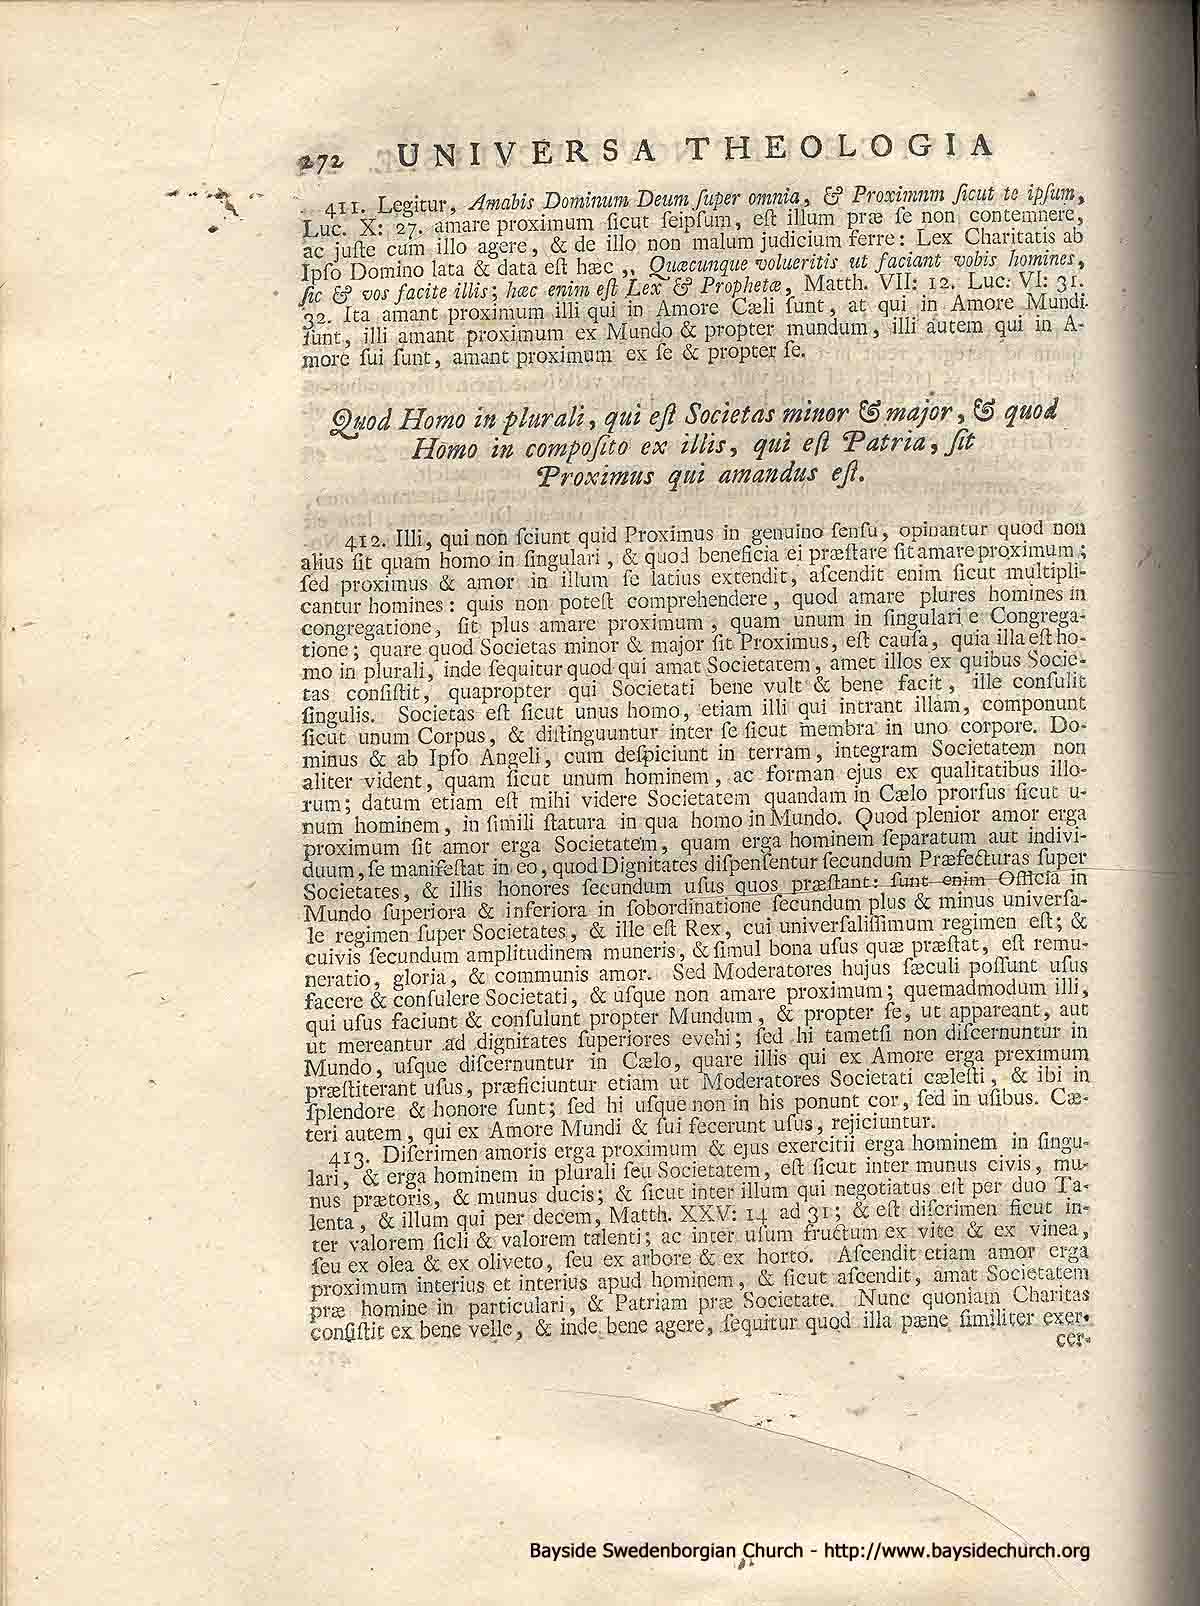 272 UNIVERSA THEOLOGIA
411. Legitur, Amabis Dominum Deum ſuper omnia, & Proximnm ſicut te ipſum,
Luc. X: 27. amare proximum ſicut ſeipſum, eſt illum præ ſe non contemnere,
ac juſte cum illo agere, & de illo non malum judicium ferre: Lex Charitatis ab
Ipſo Domino lata & data eſt hæc ,, Quæcunque volueritis ut faciant vobis homines,
ſic & vos facite illis; hæc enim eſt Lex & Prophetæ, Matth. VII: 12. Luc: VI: 31.
32. Ita amant proximum illi qui in Amore Cæli ſunt, at qui in Amore Mundi
ſunt, illi amant proximum ex Mundo & propter mundum, illi autem qui in A-
more ſui ſunt, amant proximum ex ſe & propter ſe.
Quod Homo in plurali, qui eſt Societas minor & major, & quod
Homo in compoſito ex illis, qui eſt Patria, ſit
Proximus qui amandus eſt.
412. Illi, qui non ſciunt quid Proximus in genuino ſenſu, opinantur quod non
alius ſit quam homo in ſingulari, & quod beneficia ei præſtare ſit amare proximum;
ſed proximus & amor in illum ſe latius extendit, aſcendit enim ſicut multipli-
cantur homines: quis non poteſt comprehendere, quod amare plures homines in
congregatione, ſit plus amare proximum, quam unum in ſingulari e Congrega-
tione; quare quod Societas minor & major ſit Proximus, eſt cauſa, quia illa eſt ho-
mo in plurali, inde ſequitur quod qui amat Societatem, amet illos ex quibus Socie-
tas conſiſtit, quapropter qui Societati bene vult & bene facit, ille conſulit
ſingulis. Societas eſt ſicut unus homo, etiam illi qui intrant illam, componunt
ſicut unum Corpus, & diſtinguuntur inter ſe ſicut membra in uno corpore. Do-
minus & ab Ipſo Angeli, cum deſpiciunt in terram, integram Societatem non
aliter vident, quam ſicut unum hominem, ac forman ejus ex qualitatibus illo-
rum; datum etiam eſt mihi videre Societatem quandam in Cælo prorſus ſicut u-
num hominem, in ſimili ſtatura in qua homo in Mundo. Quod plenior amor erga
proximum ſit amor erga Societatem, quam erga hominem ſeparatum aut indivi-
duum, ſe manifeſtat in eo, quod Dignitates diſpenſentur ſecundum Præfecturas ſuper
Societates, & illis honores ſecundum uſus quos præſtant: ſunt enim Officia in
Mundo ſuperiora & inferiora in ſobordinatione ſecundum plus & minus univerſa-
le regimen ſuper Societates, & ille eſt Rex, cui univerſaliſſimum regimen eſt; &
cuivis ſecundum amplitudinem muneris, & ſimul bona uſus quæ præſtat, eſt remu-
neratio, gloria, & communis amor. Sed Moderatores hujus ſæculi poſſunt uſus
facere & conſulere Societati, & uſque non amare proximum; quemadmodum illi,
qui uſus faciunt & conſulunt propter Mundum, & propter ſe, ut appareant, aut
ut mereantur ad dignitates ſuperiores evehi; ſed hi tametſi non diſcernuntur in
Mundo, uſque diſcernuntur in Cælo, quare illis qui ex Amore erga preximum
præſtiterant uſus, præficiuntur etiam ut Moderatores Societati cæleſti, & ibi in
ſplendore & honore ſunt; ſed hi uſque non in his ponunt cor, ſed in uſibus. Cæ-
teri autem, qui ex Amore Mundi & ſui fecerunt uſus, rejiciuntur.
413. Diſcrimen amoris erga proximum & ejus exercitii erga hominem in ſingu-
lari, & erga hominem in plurali ſeu Societatem, eſt ſicut inter munus civis, mu-
nus prætoris, & munus ducis; & ſicut inter illum qui negotiatus eſt per duo Ta-
lenta, & illum qui per decem, Matth. XXV: 14 ad 31; & eſt diſcrimen ſicut in-
ter valorem ſicli & valorem talenti; ac inter uſum fructum ex vite & ex vinea,
ſeu ex olea & ex oliveto, ſeu ex arbore & ex horto. Aſcendit etiam amor erga
proximum interius et interius apud hominem, & ſicut aſcendit, amat Societatem
præ homine in particulari, & Patriam præ Societate. Nunc quoniam Charitas
conſiſtit ex bene velle, & inde bene agere, ſequitur quod illa pæne ſimiliter exer-
cer-
Bayside Swedenborgian Church - http://www.baysidechurch.org